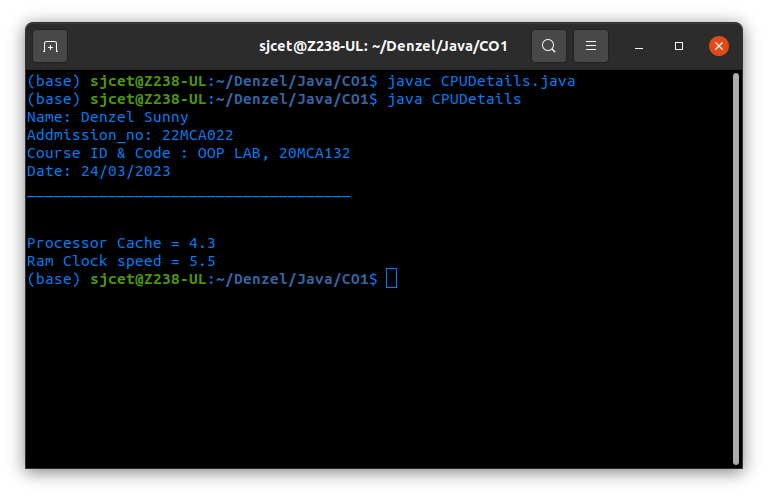 sjcet@Z238-UL: ~/Denzel/Java/CO1
(base) sjcet@Z238-UL:~/Denzel/Java/CO1$ javac CPUDetails.java
(base) sjcet@Z238-UL:~/Denzel/Java/CO1$ java CPUDetails
Name: Denzel Sunny
Addmission_no: 22MCA022
Course ID & Code : OOP LAB, 20MCA132
Date: 24/03/2023
____________________________________
Processor Cache = 4.3
Ram Clock speed = 5.5
(base) sjcet@Z238-UL:~/Denzel/Java/CO1$